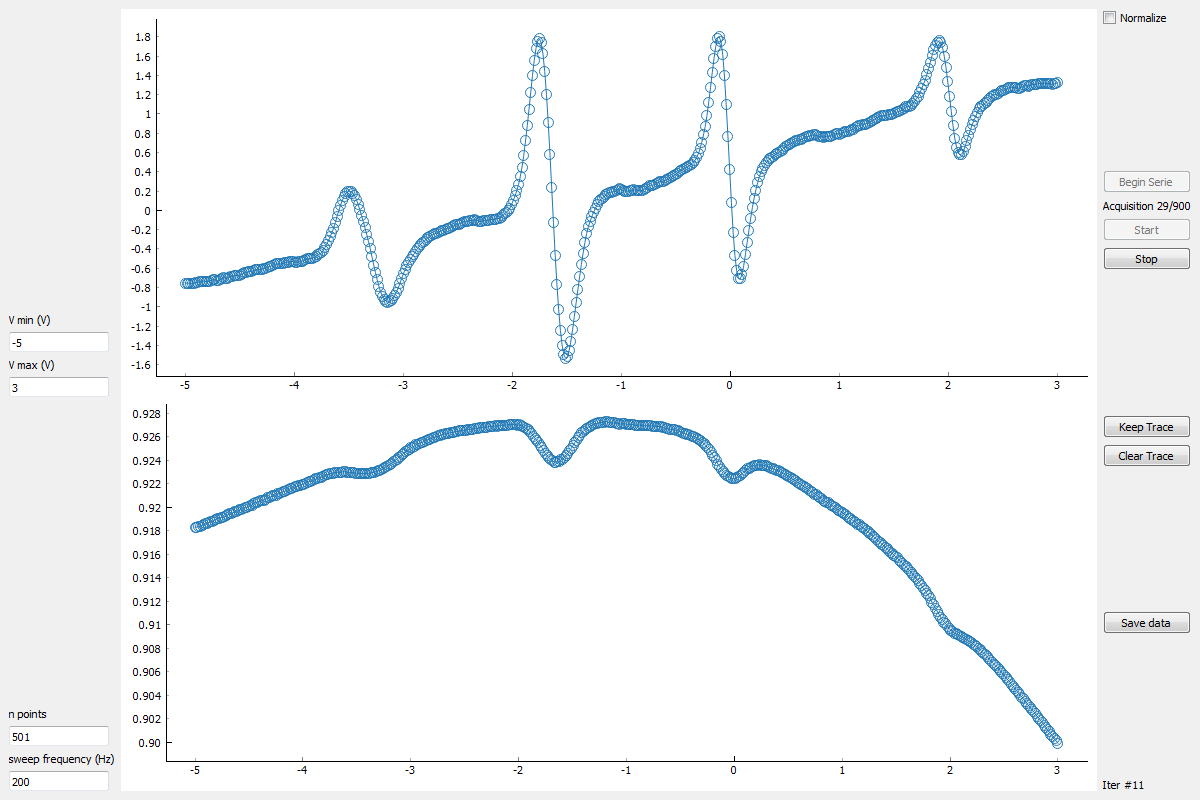 Normalize
1.8
1.6
1.4
1.2
1
0.8
0.6
0.4
0.2
0
-0.2
-0.4
-0.6
-0.8
-1
-1.2
-1.4
-1.6
-5 -4 -3 -2 -1 0 1 2 3
Begin Serie
Acquisition 29/900
Start
Stop
V min (V)
-5
V max (V)
3
0.928
0.926
0.924
0.922
0.92
0.918
0.916
0.914
0.912
0.91
0.908
0.906
0.904
0.902
0.90
-5 -4 -3 -2 -1 0 1 2 3
Keep Trace
Clear Trace
Save data
n points
501
sweep frequency (Hz)
200
Iter #11